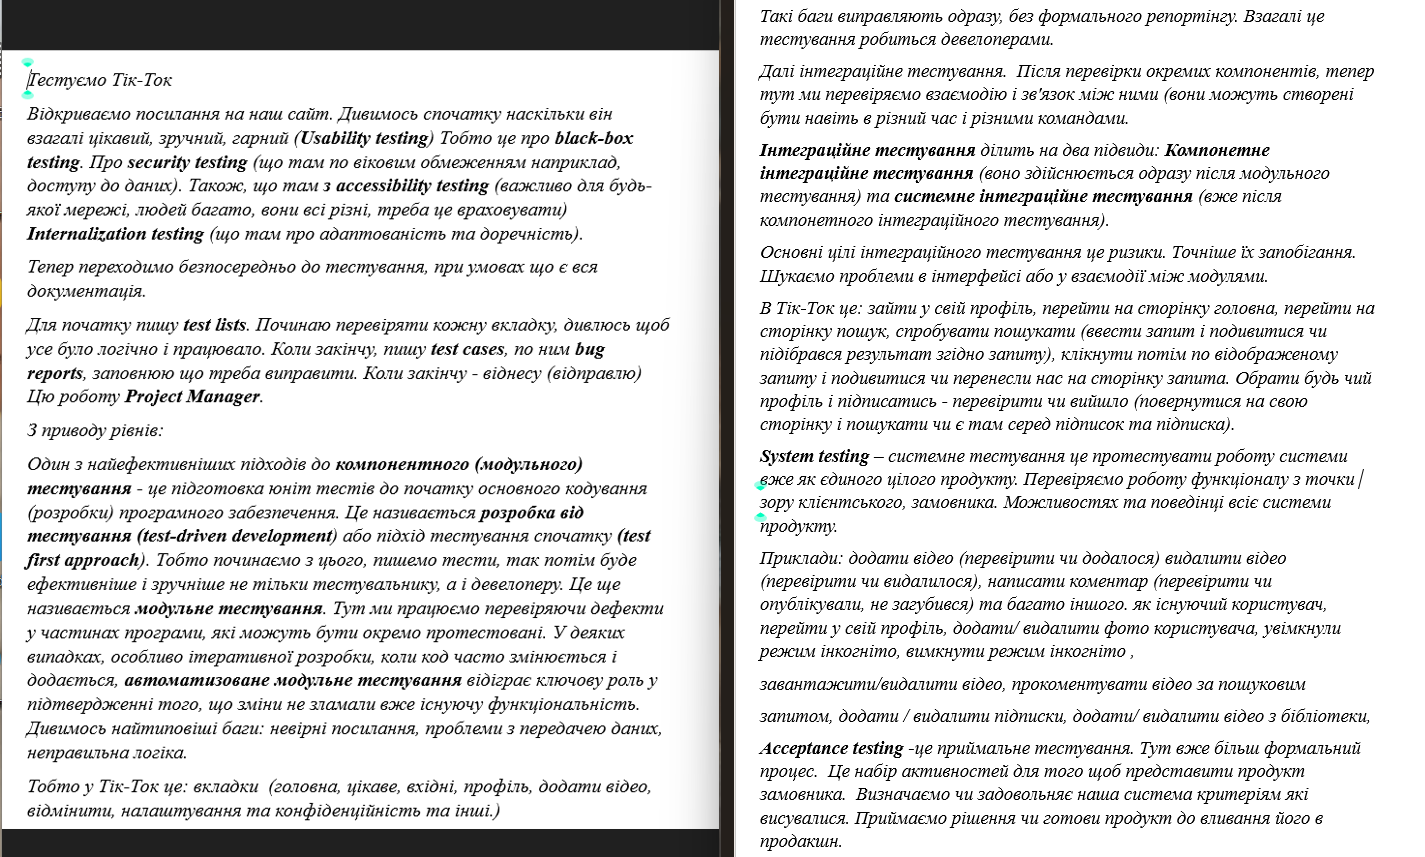 Тестуємо Тік-Ток
Відкриваємо посилання на наш сайт. Дивимось спочатку наскільки він
взагалі цікавий, зручний, гарний (Usability testing) Тобто це про black-box
testing. Про security testing (що там по віковим обмеженням наприклад,
доступу до даних). Також, що там з accessibility testing (важливо для будь-
якої мережі, людей багато, вони всі різні, треба це враховувати)
Internalization testing (що там про адаптованість та доречність).
Тепер переходимо безпосередньо до тестування, при умовах що є вся
документація.
Для початку пишу test lists. Починаю перевіряти кожну вкладку, дивлюсь щоб
усе було логічно і працювало. Коли закінчу, пишу test cases, по ним bug
reports, заповнюю що треба виправити. Коли закінчу - віднесу (відправлю)
Цю роботу Project Manager.
З приводу рівнів:
Один з найефективніших підходів до компонентного (модульного)
тестування - це підготовка юніт тестів до початку основного кодування
(розробки) програмного забезпечення. Це називається розробка від
тестування (test-driven development) або підхід тестування спочатку (test
first approach). Тобто починаємо з цього, пишемо тести, так потім буде
ефективніше і зручніше не тільки тестувальнику, а і девелоперу. Це ще
називається модульне тестування. Тут ми працюємо перевіряючи дефекти
у частинах програми, які можуть бути окремо протестовані. У деяких
випадках, особливо ітеративної розробки, коли код часто змінюється і
додається, автоматизоване модульне тестування відіграє ключову роль у
підтвердженні того, що зміни не зламали вже існуючу функціональність.
Дивимось найтиповіші баги: невірні посилання, проблеми з передачею даних,
неправильна логіка.
Тобто у Тік-Ток це: вкладки (головна, цікаве, вхідні, профіль, додати відео,
відмінити, налаштування та конфіденційність та інші.)
Такі баги виправляють одразу, без формального репортінгу. Взагалі це
тестування робиться девелоперами.
Далі інтеграційне тестування. Після перевірки окремих компонентів, тепер
тут ми перевіряємо взаємодію і зв'язок між ними (вони можуть створені
бути навіть в різний час і різними командами.
Інтеграційне тестування ділить на два підвиди: Компонетне
інтеграційне тестування (воно здійснюється одразу після модульного
тестування) та системне інтеграційне тестування (вже після
компонетного інтеграційного тестування).
Основні цілі інтеграційного тестування це ризики. Точніше їх запобігання.
Шукаємо проблеми в інтерфейсі або у взаємодії між модулями.
В Тік-Ток це: зайти у свій профіль, перейти на сторінку головна, перейти на
сторінку пошук, спробувати пошукати (ввести запит і подивитися чи
підібрався результат згідно запиту), клікнути потім по відображеному
запиту і подивитися чи перенесли нас на сторінку запита. Обрати будь чий
профіль і підписатись - перевірити чи вийшло (повернутися на свою
сторінку і пошукати чи є там серед підписок та підписка).
System testing – системне тестування це протестувати роботу системи
вже як єдиного цілого продукту. Перевіряємо роботу функціоналу з точки
зору клієнтського, замовника. Можливостях та поведінці всіє системи
продукту.
Приклади: додати відео (перевірити чи додалося) видалити відео
(перевірити чи видалилося), написати коментар (перевірити чи
опублікували, не загубився) та багато іншого. як існуючий користувач,
перейти у свій профіль, додати/ видалити фото користувача, увімкнули
режим інкогніто, вимкнути режим інкогніто ,
завантажити/видалити відео, прокоментувати відео за пошуковим
запитом, додати / видалити підписки, додати/ видалити відео з бібліотеки,
Acceptance testing -це приймальне тестування. Тут вже більш формальний
процес. Це набір активностей для того щоб представити продукт
замовника. Визначаємо чи задовольняє наша система критеріям які
висувалися. Приймаємо рішення чи готови продукт до вливання його в
продакшн.